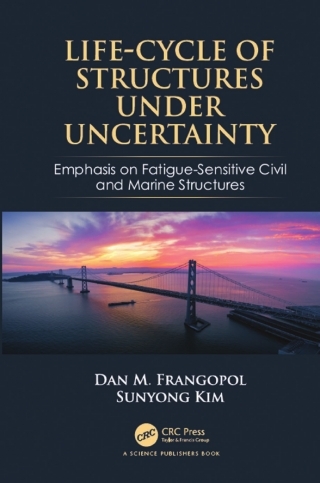 LIFE-CYCLE OF
STRUCTURES
UNDER
UNCERTAINTY
Emphasis on Fatigue-Sensitive Civil
and Marine Structures
DAN M. FRANGOPOL
SUNYONG KIM
CRC
CRC Press
Taylor & Francis Group
A SCIENCE PUBLISHERS BOOK